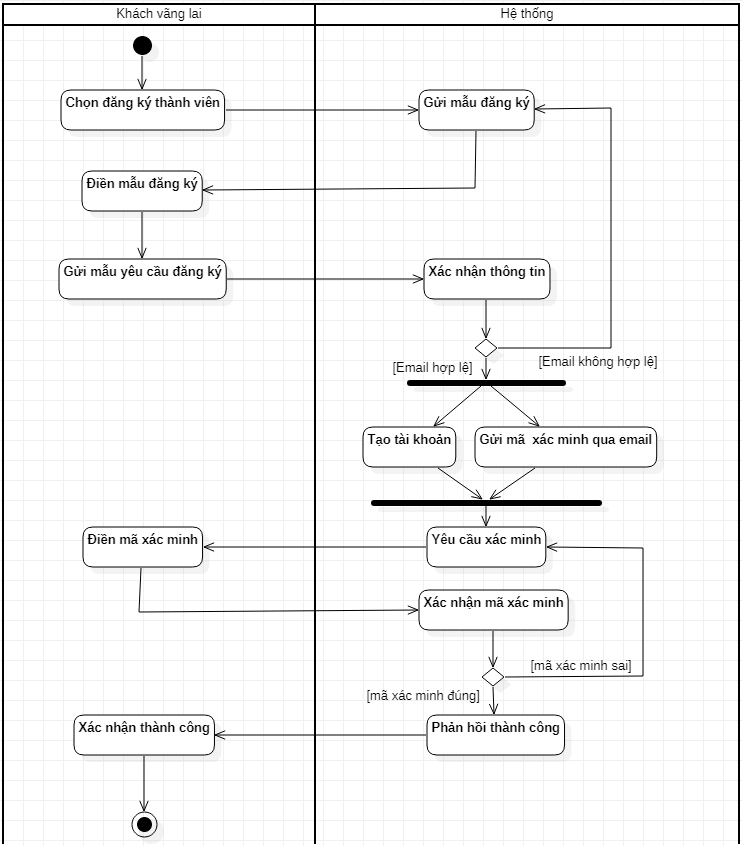 Khách vãng lai
Hệ thống
Chọn đăng ký thành viên
Gửi mẫu đăng ký
Điền mẫu đăng ký
Gửi mẫu yêu cầu đăng ký
Xác nhận thông tin
[Email hợp lệ]
[Email không hợp lệ]
Tạo tài khoản
Gửi mã  xác minh qua email
Điền mã xác minh
Yêu cầu xác minh
Xác nhận mã xác minh
[mã xác minh sai]
[mã xác minh đúng]
Xác nhận thành công
Phản hồi thành công